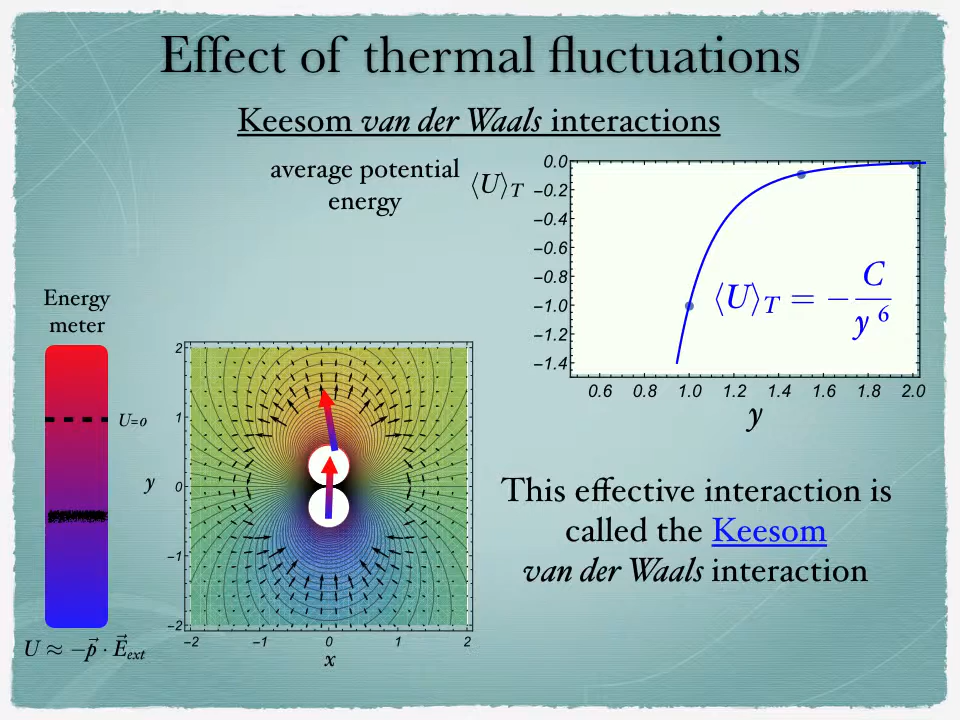 Effect of thermal fluctuations
Keesom van der Waals interactions
average potential
energy
⟨U⟩T
0.0
−0.2
−0.4
−0.6
−0.8
−1.0
−1.2
−1.4
⟨U⟩T = − C / y 6
0.6 0.8 1.0 1.2 1.4 1.6 1.8 2.0
y
Energy
meter
U=0
U ≈ −p⃗ · E⃗ext
2
1
0
−1
−2
y
−2 −1 0 1 2
x
This effective interaction is
called the Keesom
van der Waals interaction